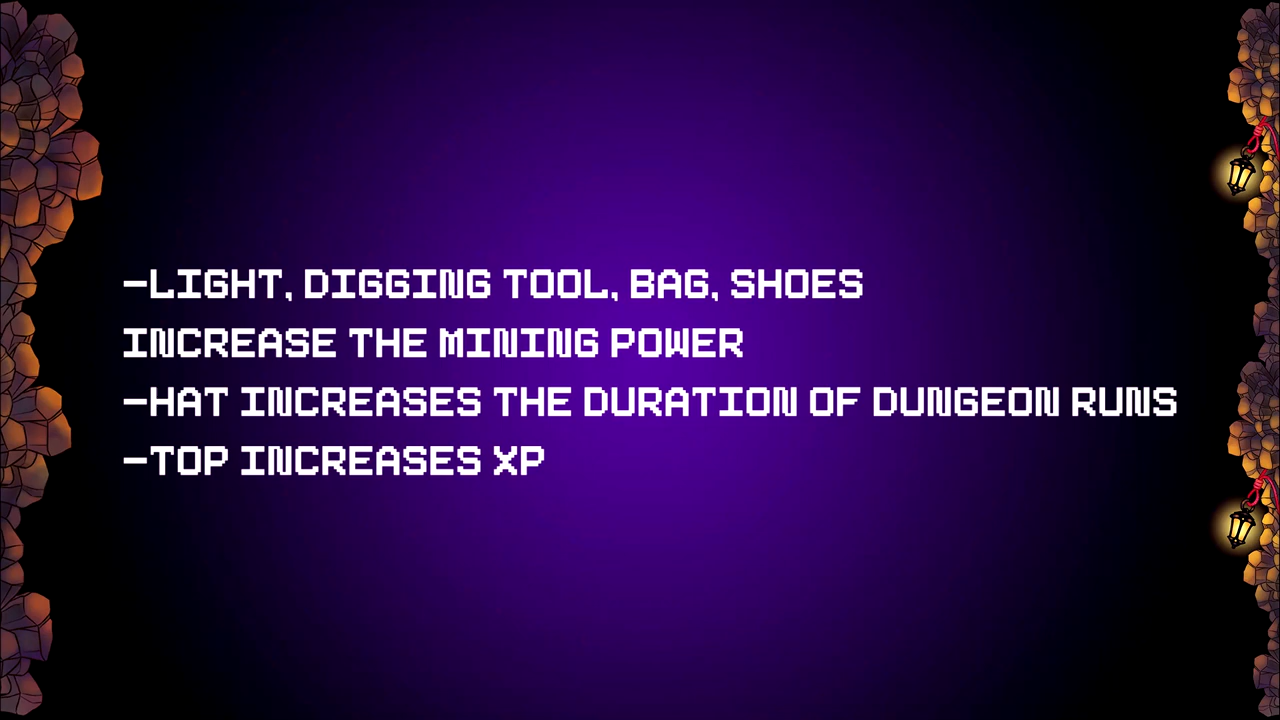 -LIGHT, DIGGING TOOL, BAG, SHOES
INCREASE THE MINING POWER
-HAT INCREASES THE DURATION OF DUNGEON RUNS
-TOP INCREASES XP